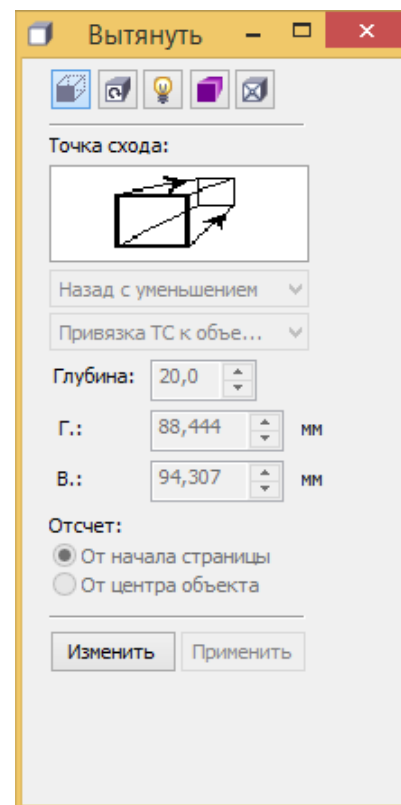 Вытянуть
Точка схода:
Назад с уменьшением
Привязка ТС к объе...
Глубина: 20,0
Г.: 88,444 мм
В.: 94,307 мм
Отсчет:
От начала страницы
От центра объекта
Изменить Применить